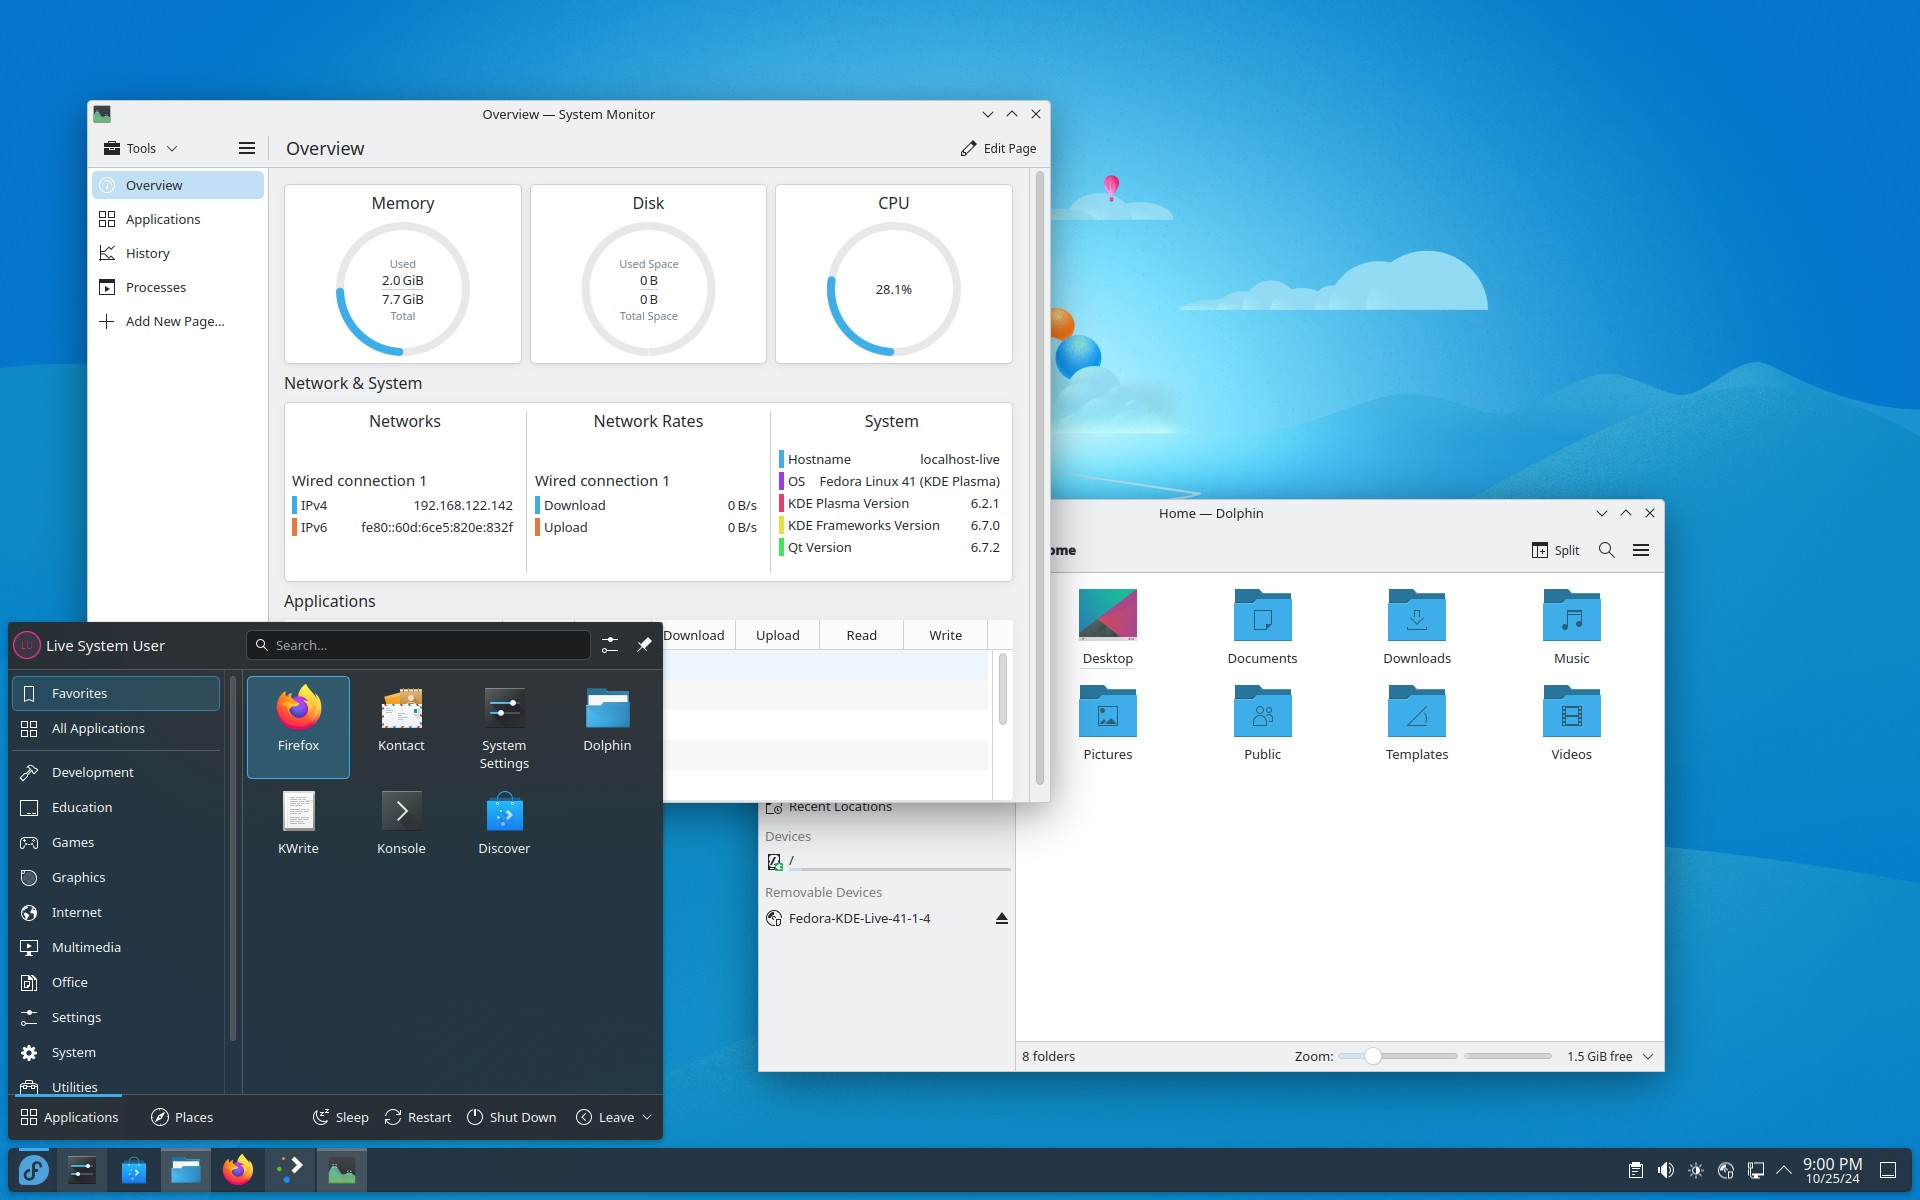 Overview — System Monitor
Tools
Overview
Edit Page
Overview
Applications
History
Processes
Add New Page...
Memory
Used
2.0 GiB
7.7 GiB
Total
Disk
Used Space
0 B
0 B
Total Space
CPU
28.1%
Network & System
Networks
Wired connection 1
IPv4 192.168.122.142
IPv6 fe80::60d:6ce5:820e:832f
Network Rates
Wired connection 1
Download 0 B/s
Upload 0 B/s
System
Hostname localhost-live
OS Fedora Linux 41 (KDE Plasma)
KDE Plasma Version 6.2.1
KDE Frameworks Version 6.7.0
Qt Version 6.7.2
Applications
Download Upload Read Write
Home — Dolphin
ome
Split
Desktop Documents Downloads Music
Pictures Public Templates Videos
Recent Locations
Devices
/
Removable Devices
Fedora-KDE-Live-41-1-4
8 folders
Zoom:
1.5 GiB free
LU
Live System User
Search...
Favorites
All Applications
Development
Education
Games
Graphics
Internet
Multimedia
Office
Settings
System
Utilities
Firefox Kontact System Dolphin
Settings
KWrite Konsole Discover
Applications Places Sleep Restart Shut Down Leave
9:00 PM
10/25/24